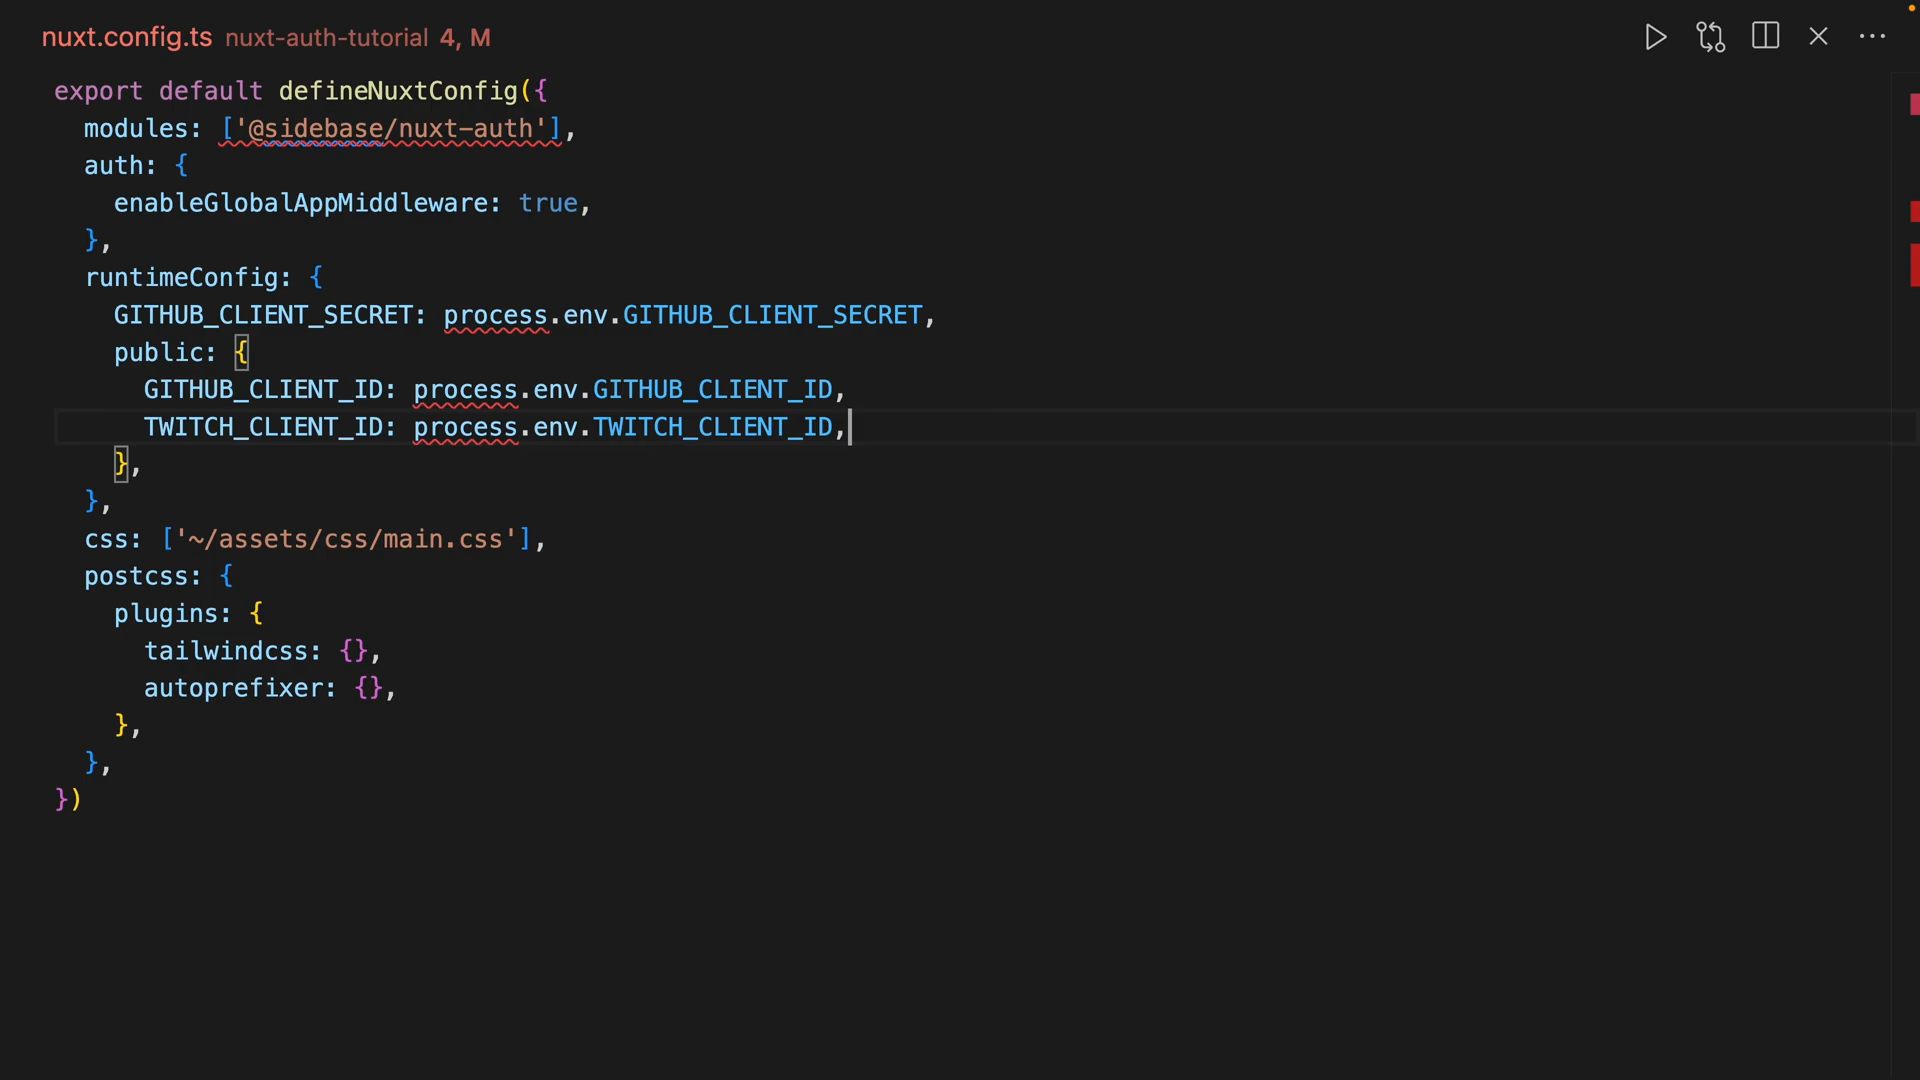 nuxt.config.ts nuxt-auth-tutorial 4, M
export default defineNuxtConfig({
  modules: ['@sidebase/nuxt-auth'],
  auth: {
    enableGlobalAppMiddleware: true,
  },
  runtimeConfig: {
    GITHUB_CLIENT_SECRET: process.env.GITHUB_CLIENT_SECRET,
    public: {
      GITHUB_CLIENT_ID: process.env.GITHUB_CLIENT_ID,
      TWITCH_CLIENT_ID: process.env.TWITCH_CLIENT_ID,
    },
  },
  css: ['~/assets/css/main.css'],
  postcss: {
    plugins: {
      tailwindcss: {},
      autoprefixer: {},
    },
  },
})